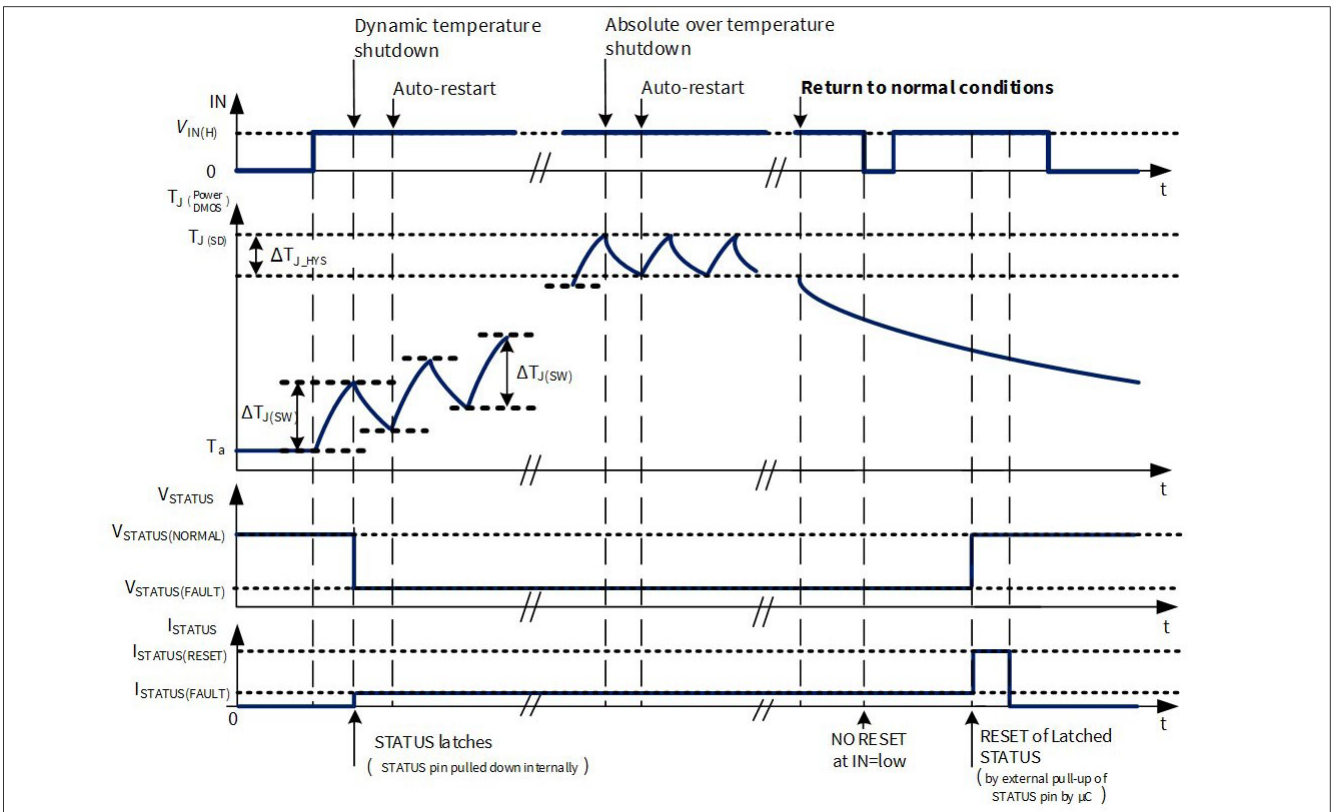 Dynamic temperature
shutdown
Absolute over temperature
shutdown
Auto-restart
Auto-restart
Return to normal conditions
IN
VIN(H)
0
t
TJ (Power DMOS)
TJ (SD)
ΔTJ_HYS
ΔTJ(SW)
ΔTJ(SW)
Ta
t
VSTATUS
VSTATUS(NORMAL)
VSTATUS(FAULT)
t
ISTATUS
ISTATUS(RESET)
ISTATUS(FAULT)
0
t
STATUS latches
( STATUS pin pulled down internally )
NO RESET
at IN=low
RESET of Latched
STATUS
( by external pull-up of
STATUS pin by µC )